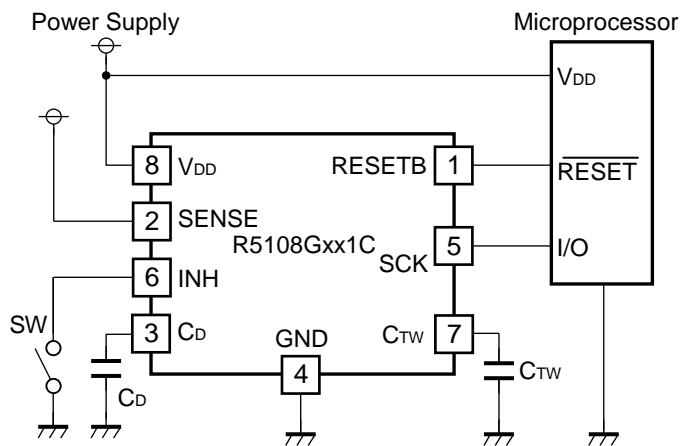 Power Supply
Microprocessor
VDD
8
VDD
RESETB
1
RESET
2
SENSE
R5108Gxx1C
SCK
5
I/O
6
INH
SW
3
CD
GND
CTW
7
4
CD
CTW